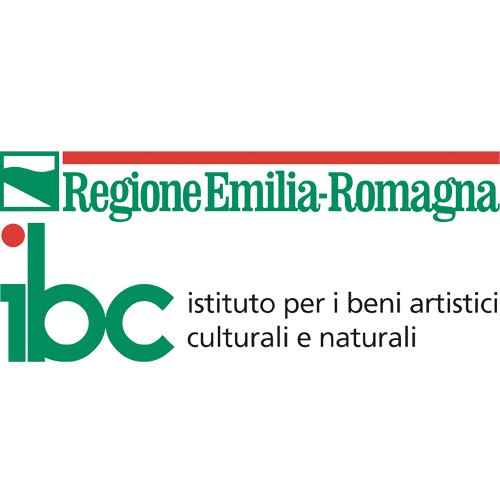 Regione Emilia-Romagna
ibc
istituto per i beni artistici
culturali e naturali